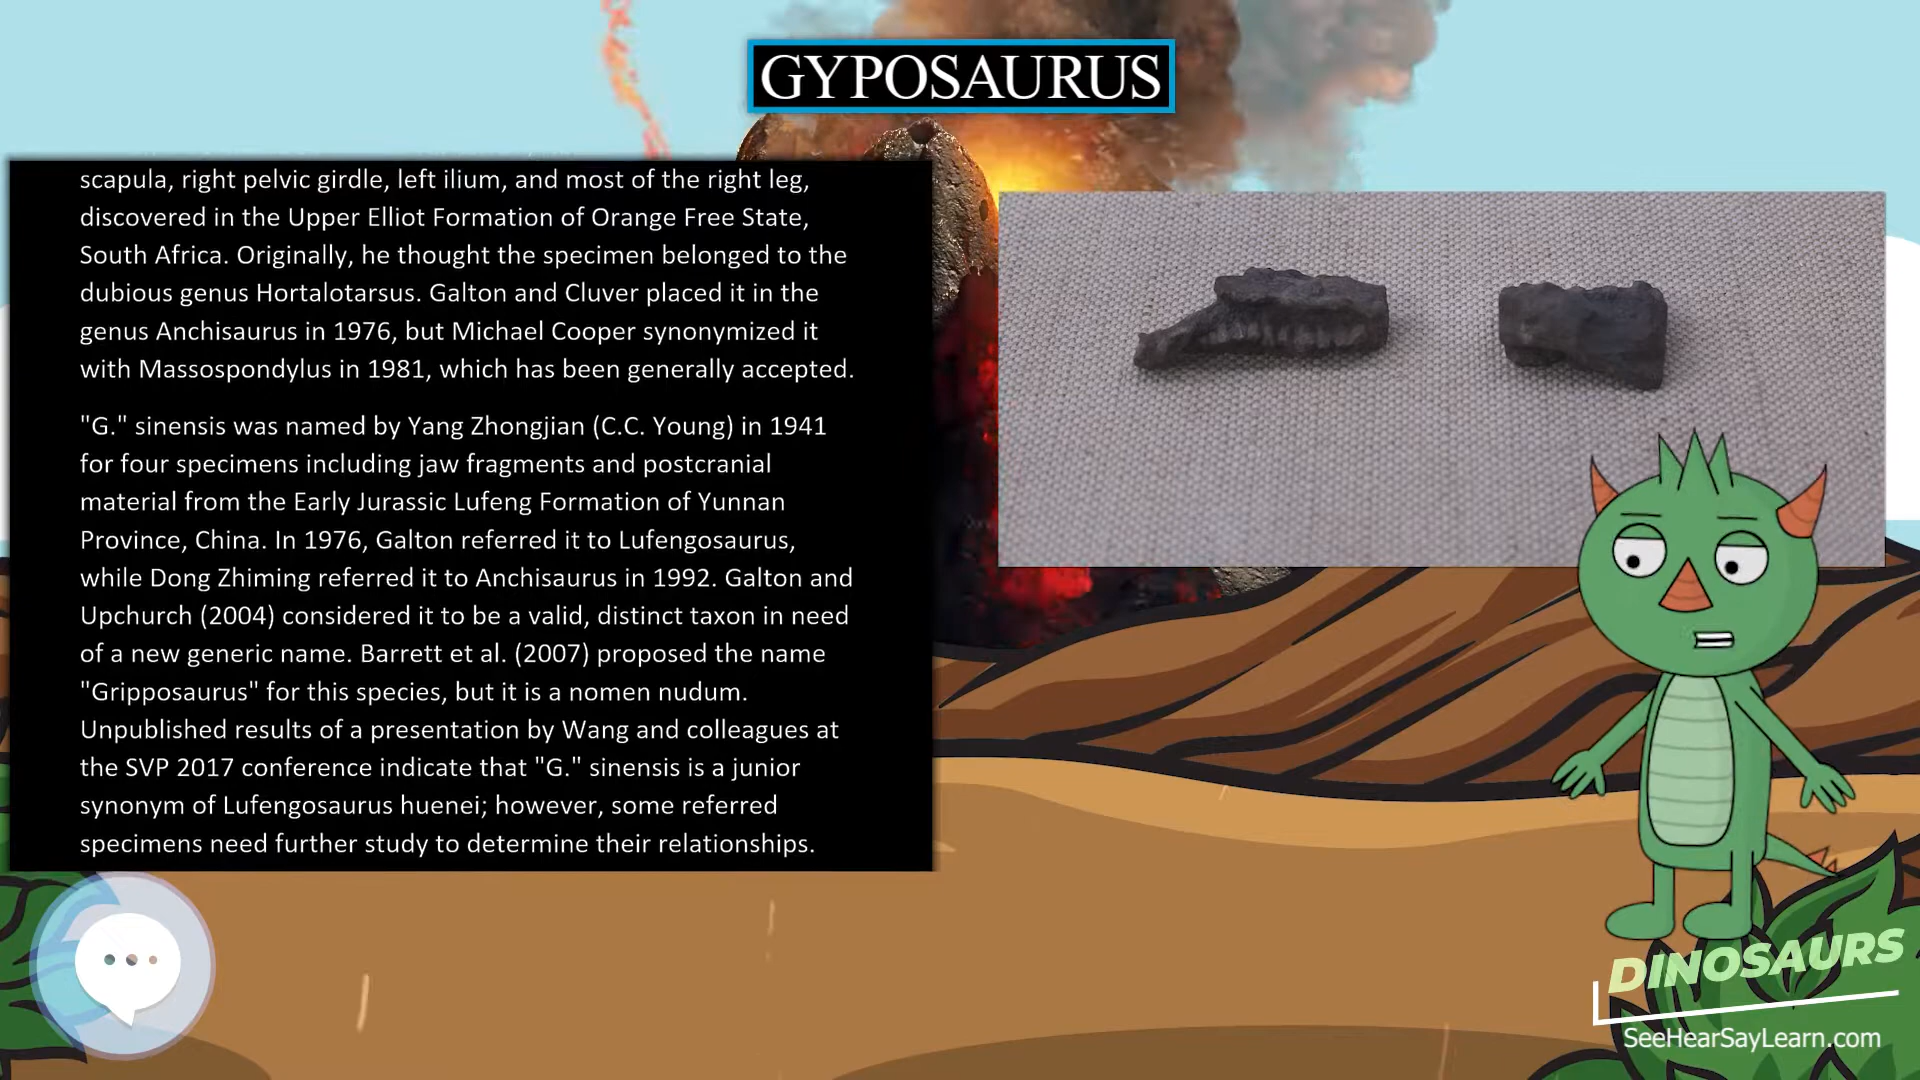 GYPOSAURUS
scapula, right pelvic girdle, left ilium, and most of the right leg,
discovered in the Upper Elliot Formation of Orange Free State,
South Africa. Originally, he thought the specimen belonged to the
dubious genus Hortalotarsus. Galton and Cluver placed it in the
genus Anchisaurus in 1976, but Michael Cooper synonymized it
with Massospondylus in 1981, which has been generally accepted.
"G." sinensis was named by Yang Zhongjian (C.C. Young) in 1941
for four specimens including jaw fragments and postcranial
material from the Early Jurassic Lufeng Formation of Yunnan
Province, China. In 1976, Galton referred it to Lufengosaurus,
while Dong Zhiming referred it to Anchisaurus in 1992. Galton and
Upchurch (2004) considered it to be a valid, distinct taxon in need
of a new generic name. Barrett et al. (2007) proposed the name
"Gripposaurus" for this species, but it is a nomen nudum.
Unpublished results of a presentation by Wang and colleagues at
the SVP 2017 conference indicate that "G." sinensis is a junior
synonym of Lufengosaurus huenei; however, some referred
specimens need further study to determine their relationships.
DINOSAURS
SeeHearSayLearn.com